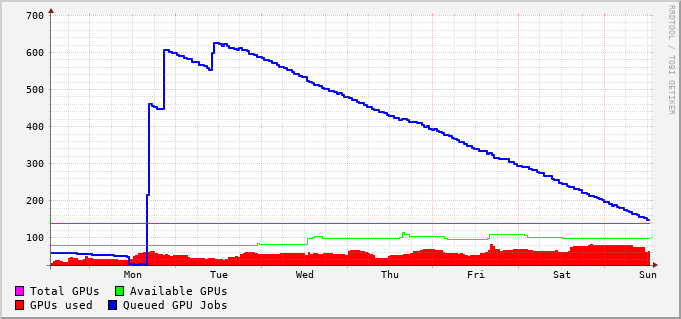 700
600
500
400
300
200
100
Mon Tue Wed Thu Fri Sat Sun
Total GPUs Available GPUs
GPUs used Queued GPU Jobs
RRDTOOL / TOBI OETIKER